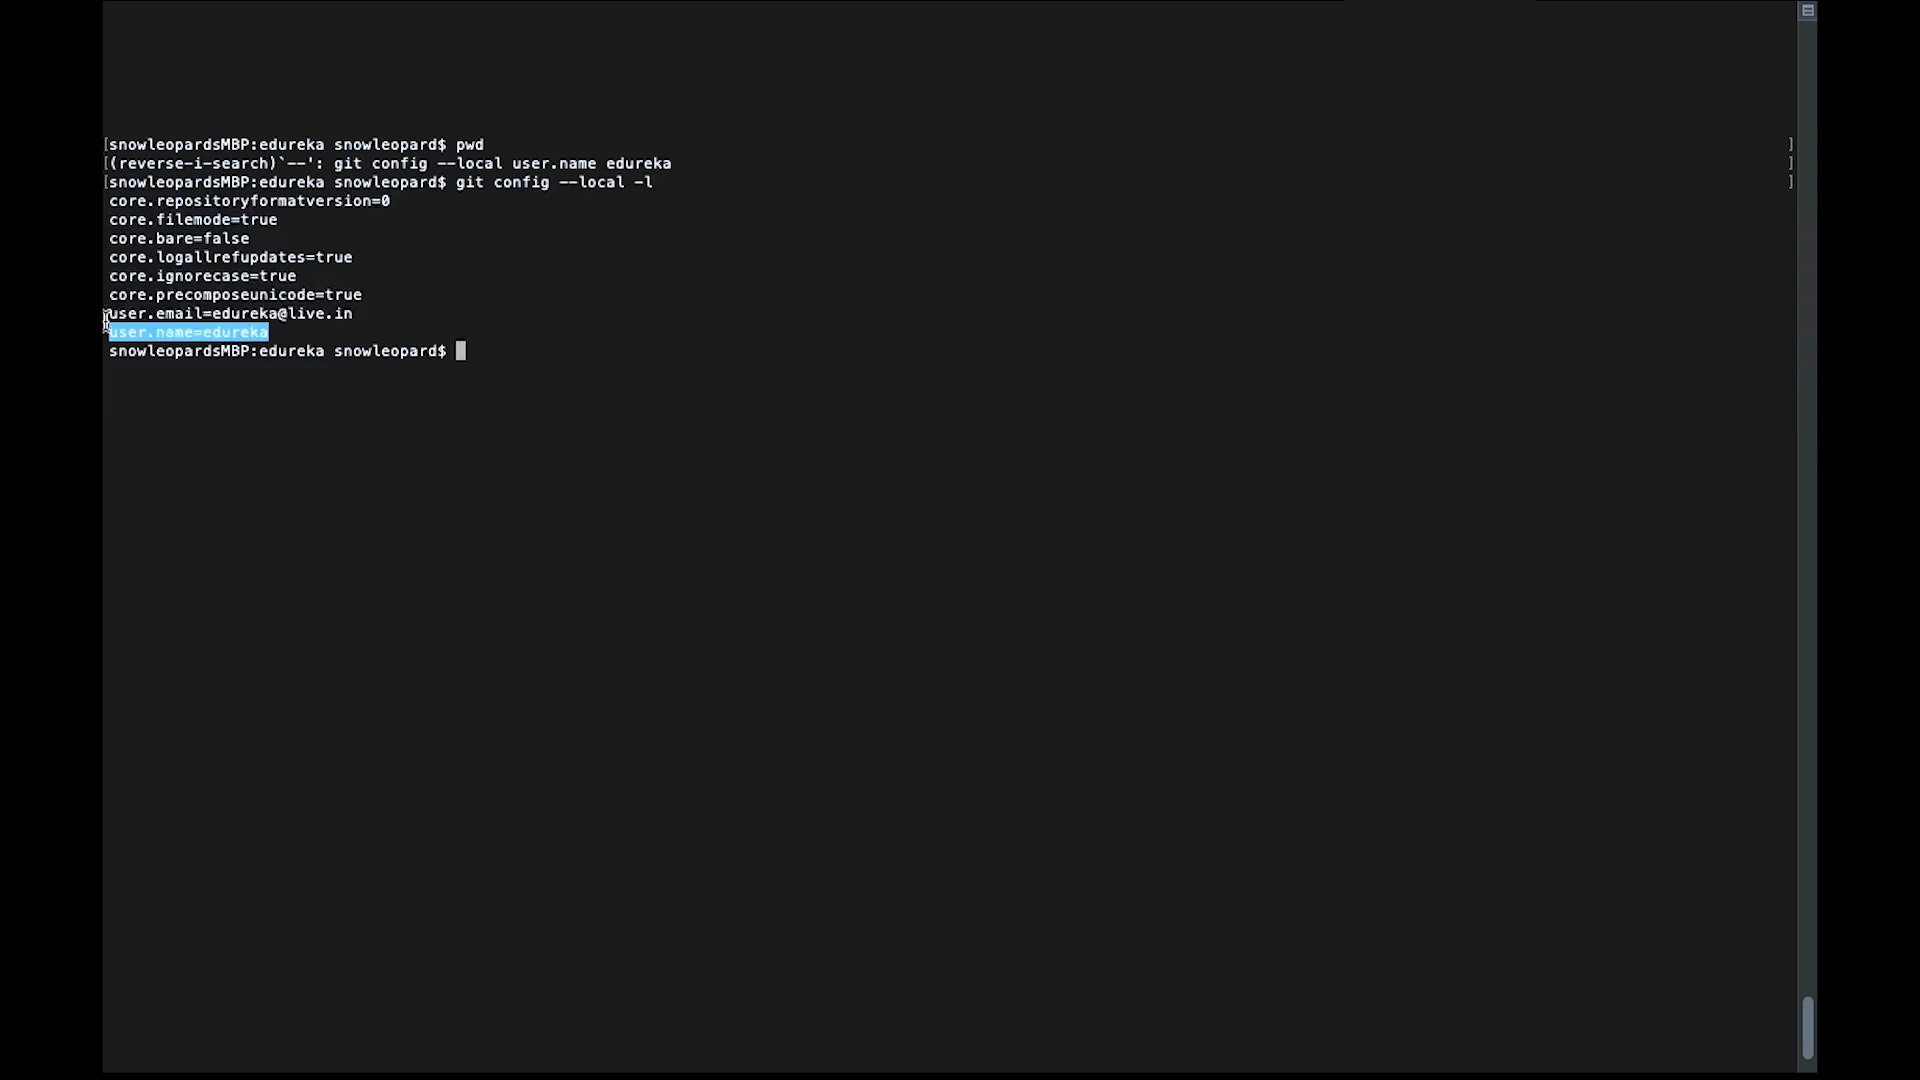 [snowleopardsMBP:edureka snowleopard$ pwd ]
[(reverse-i-search)`--': git config --local user.name edureka ]
[snowleopardsMBP:edureka snowleopard$ git config --local -l ]
core.repositoryformatversion=0
core.filemode=true
core.bare=false
core.logallrefupdates=true
core.ignorecase=true
core.precomposeunicode=true
user.email=edureka@live.in
user.name=edureka
snowleopardsMBP:edureka snowleopard$